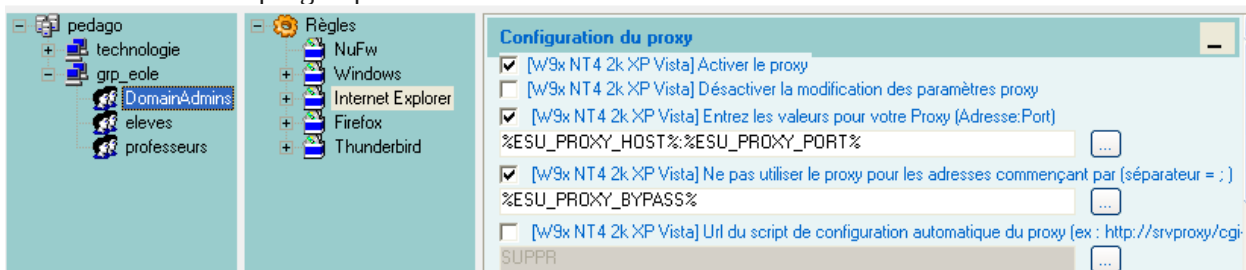 pedago
technologie
grp_eole
DomainAdmins
eleves
professeurs
Règles
NuFw
Windows
Internet Explorer
Firefox
Thunderbird
Configuration du proxy
[W9x NT4 2k XP Vista] Activer le proxy
[W9x NT4 2k XP Vista] Désactiver la modification des paramètres proxy
[W9x NT4 2k XP Vista] Entrez les valeurs pour votre Proxy (Adresse:Port)
%ESU_PROXY_HOST%:%ESU_PROXY_PORT%
...
[W9x NT4 2k XP Vista] Ne pas utiliser le proxy pour les adresses commençant par (séparateur = ; )
%ESU_PROXY_BYPASS%
...
[W9x NT4 2k XP Vista] Url du script de configuration automatique du proxy (ex : http://srvproxy/cgi-
SUPPR
...